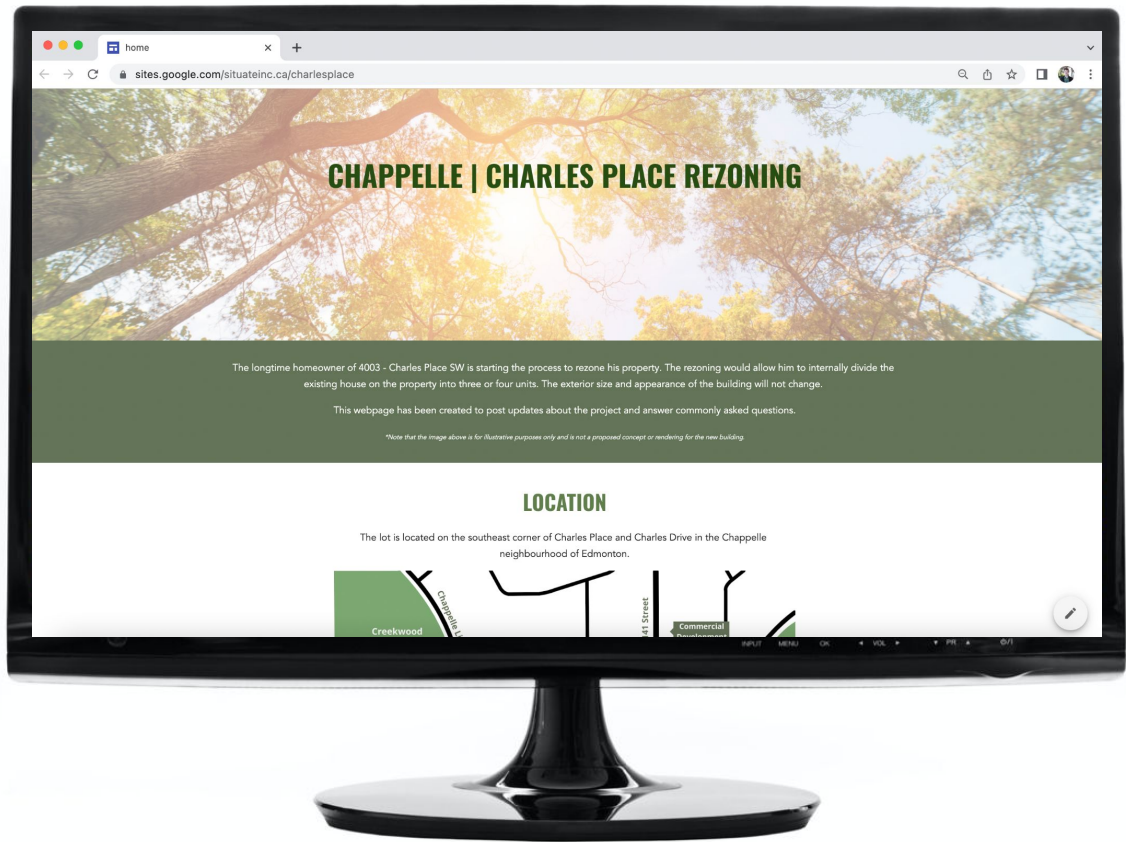 home
sites.google.com/situateinc.ca/charlesplace
CHAPPELLE | CHARLES PLACE REZONING
The longtime homeowner of 4003 - Charles Place SW is starting the process to rezone his property. The rezoning would allow him to internally divide the
existing house on the property into three or four units. The exterior size and appearance of the building will not change.
This webpage has been created to post updates about the project and answer commonly asked questions.
*Note that the image above is for illustrative purposes only and is not a proposed concept or rendering for the new building.
LOCATION
The lot is located on the southeast corner of Charles Place and Charles Drive in the Chappelle
neighbourhood of Edmonton.
Chappelle
41 Street
Creekwood
Commercial
Development
INPUT MENU OK VOL PR